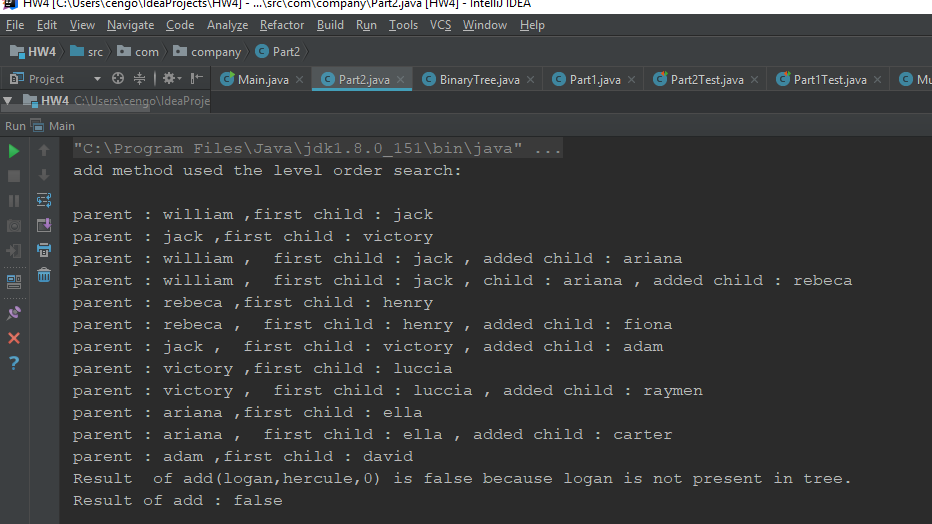 HW4 [C:\Users\cengo\IdeaProjects\HW4] - ...\src\com\company\Part2.java [HW4] - IntelliJ IDEA
File Edit View Navigate Code Analyze Refactor Build Run Tools VCS Window Help
HW4 src com company Part2
Project Main.java Part2.java BinaryTree.java Part1.java Part2Test.java Part1Test.java Mu
HW4 C:\Users\cengo\IdeaProje
Run Main
"C:\Program Files\Java\jdk1.8.0_151\bin\java" ...
add method used the level order search:
parent : william ,first child : jack
parent : jack ,first child : victory
parent : william ,  first child : jack , added child : ariana
parent : william ,  first child : jack , child : ariana , added child : rebeca
parent : rebeca ,first child : henry
parent : rebeca ,  first child : henry , added child : fiona
parent : jack ,  first child : victory , added child : adam
parent : victory ,first child : luccia
parent : victory ,  first child : luccia , added child : raymen
parent : ariana ,first child : ella
parent : ariana ,  first child : ella , added child : carter
parent : adam ,first child : david
Result  of add(logan,hercule,0) is false because logan is not present in tree.
Result of add : false